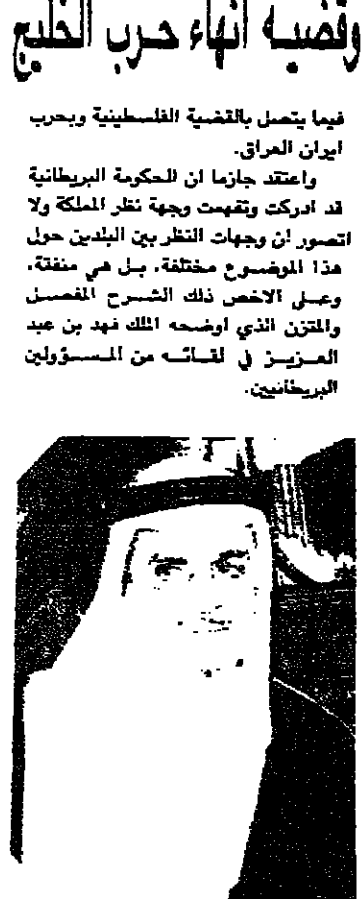 وقضية انهاء حرب الخليج
فيما يتصل بالقضية الفلسطينية وبحرب
ايران العراق.
واعتقد جازما ان الحكومة البريطانية
قد ادركت وتفهمت وجهة نظر المملكة ولا
اتصور ان وجهات النظر بين البلدين حول
هذا الموضوع مختلفة، بل هي متفقة،
وعلى الاخص ذلك الشرح المفصل
والمتزن الذي اوضحه الملك فهد بن عبد
العزيز في لقائه من المسؤولين
البريطانيين.